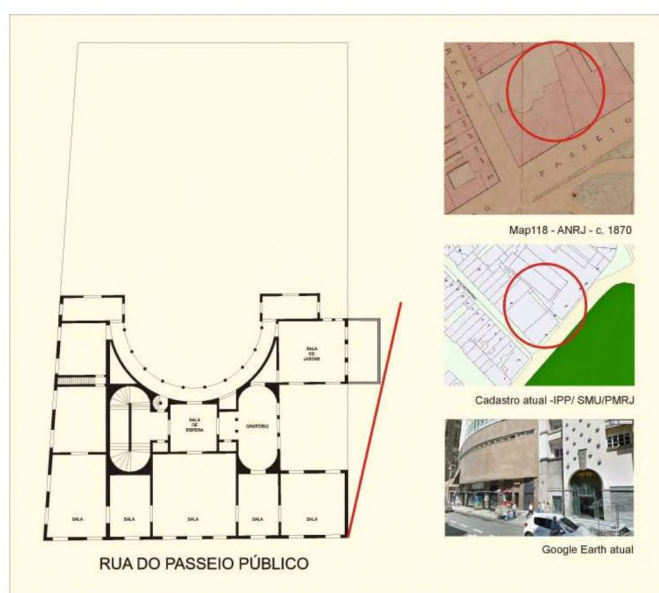 SALA
DE
JANTAR
SALA
DE
ESPERA
ORATÓRIO
SALA
SALA
SALA
SALA
SALA
RUA DO PASSEIO PÚBLICO
PASSEIO
Map118 - ANRJ - c. 1870
Cadastro atual -IPP/ SMU/PMRJ
Google Earth atual